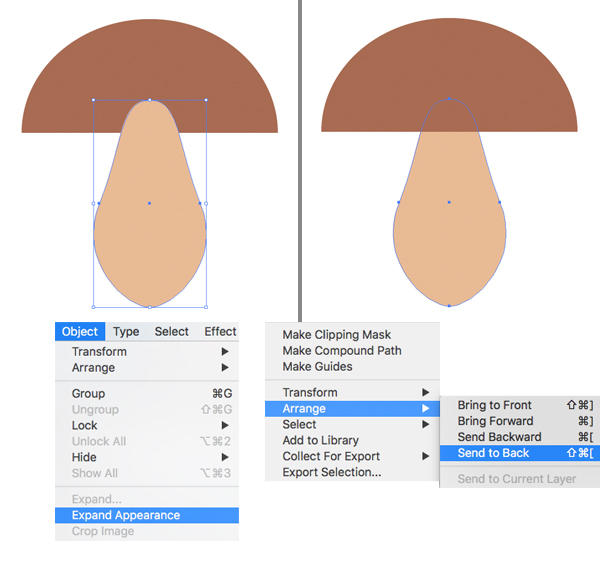 Object Type Select Effect
Transform
Arrange
Group ⌘G
Ungroup ⇧⌘G
Lock
Unlock All ⌥⌘2
Hide
Show All ⌥⌘3
Expand...
Expand Appearance
Crop Image
Make Clipping Mask
Make Compound Path
Make Guides
Transform
Arrange
Select
Add to Library
Collect For Export
Export Selection...
Bring to Front ⇧⌘]
Bring Forward ⌘]
Send Backward ⌘[
Send to Back ⇧⌘[
Send to Current Layer